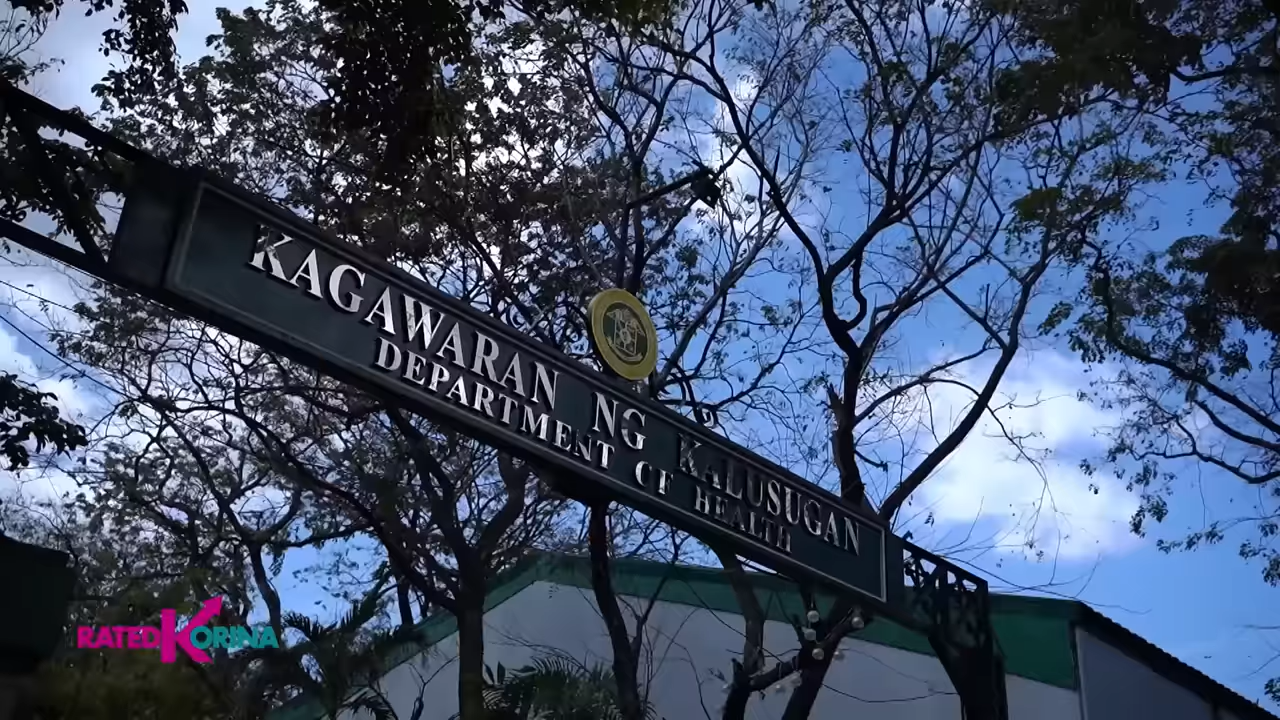 KAGAWARAN NG KALUSUGAN
DEPARTMENT OF HEALTH
RATED KORINA